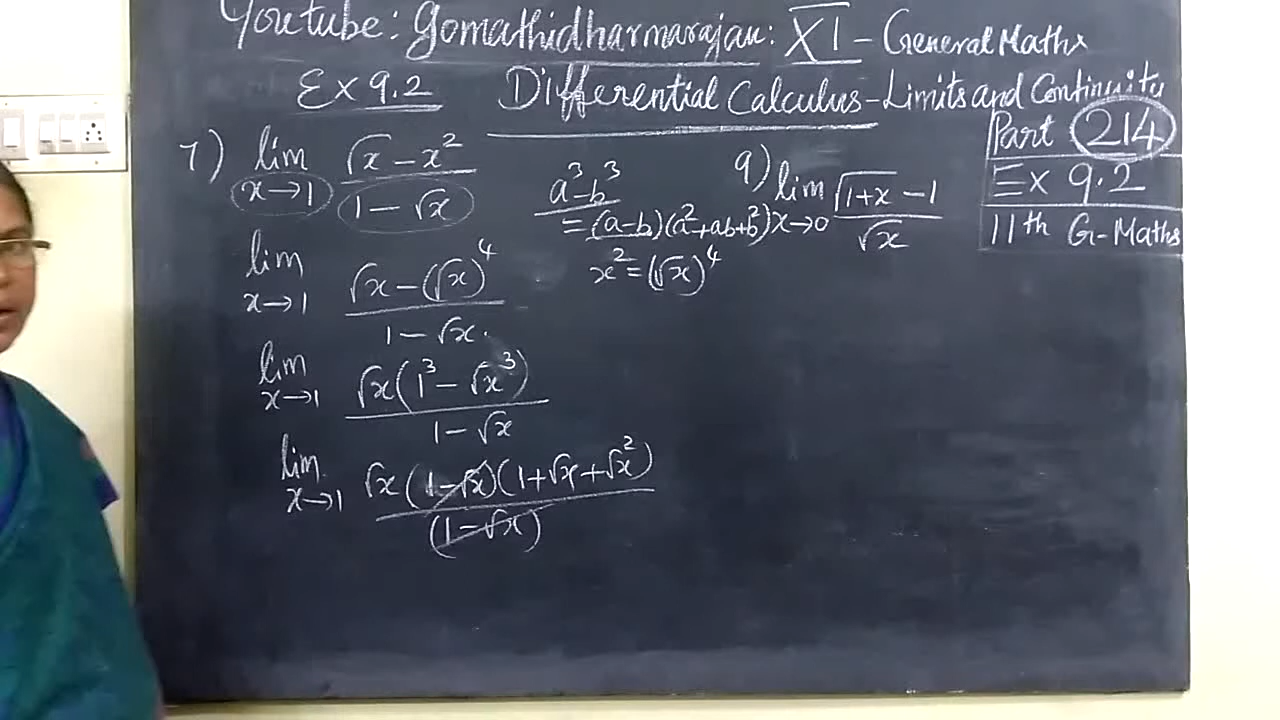 Youtube: Gomathidharmarajan: XI - General Maths
Ex 9.2 Differential Calculus - Limits and Continuity
Part 214
Ex 9.2
11th G-Maths
7) lim x→1 (√x - x²) / (1 - √x)
lim x→1 (√x - (√x)⁴) / (1 - √x)
lim x→1 √x(1³ - √x³) / (1 - √x)
lim x→1 √x(1-√x)(1+√x+√x²) / (1-√x)
a³-b³
= (a-b)(a²+ab+b²)
x² = (√x)⁴
9) lim x→0 (√(1+x) - 1) / √x